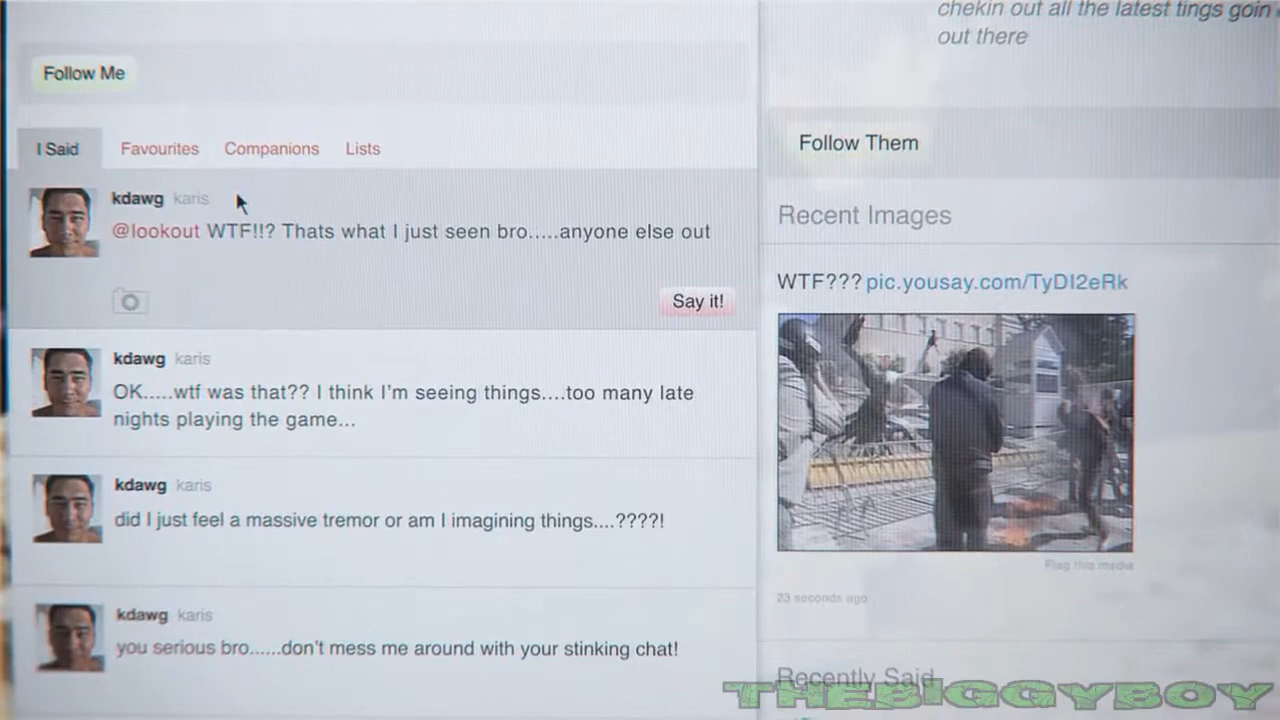 chekin out all the latest tings goin
out there
Follow Me
I Said Favourites Companions Lists
kdawg karis
@lookout WTF!!? Thats what I just seen bro.....anyone else out
Say it!
kdawg karis
OK.....wtf was that?? I think I'm seeing things....too many late
nights playing the game...
kdawg karis
did I just feel a massive tremor or am I imagining things....????!
kdawg karis
you serious bro......don't mess me around with your stinking chat!
Follow Them
Recent Images
WTF??? pic.yousay.com/TyDI2eRk
Flag this media
23 seconds ago
Recently Said
THEBIGGYBOY